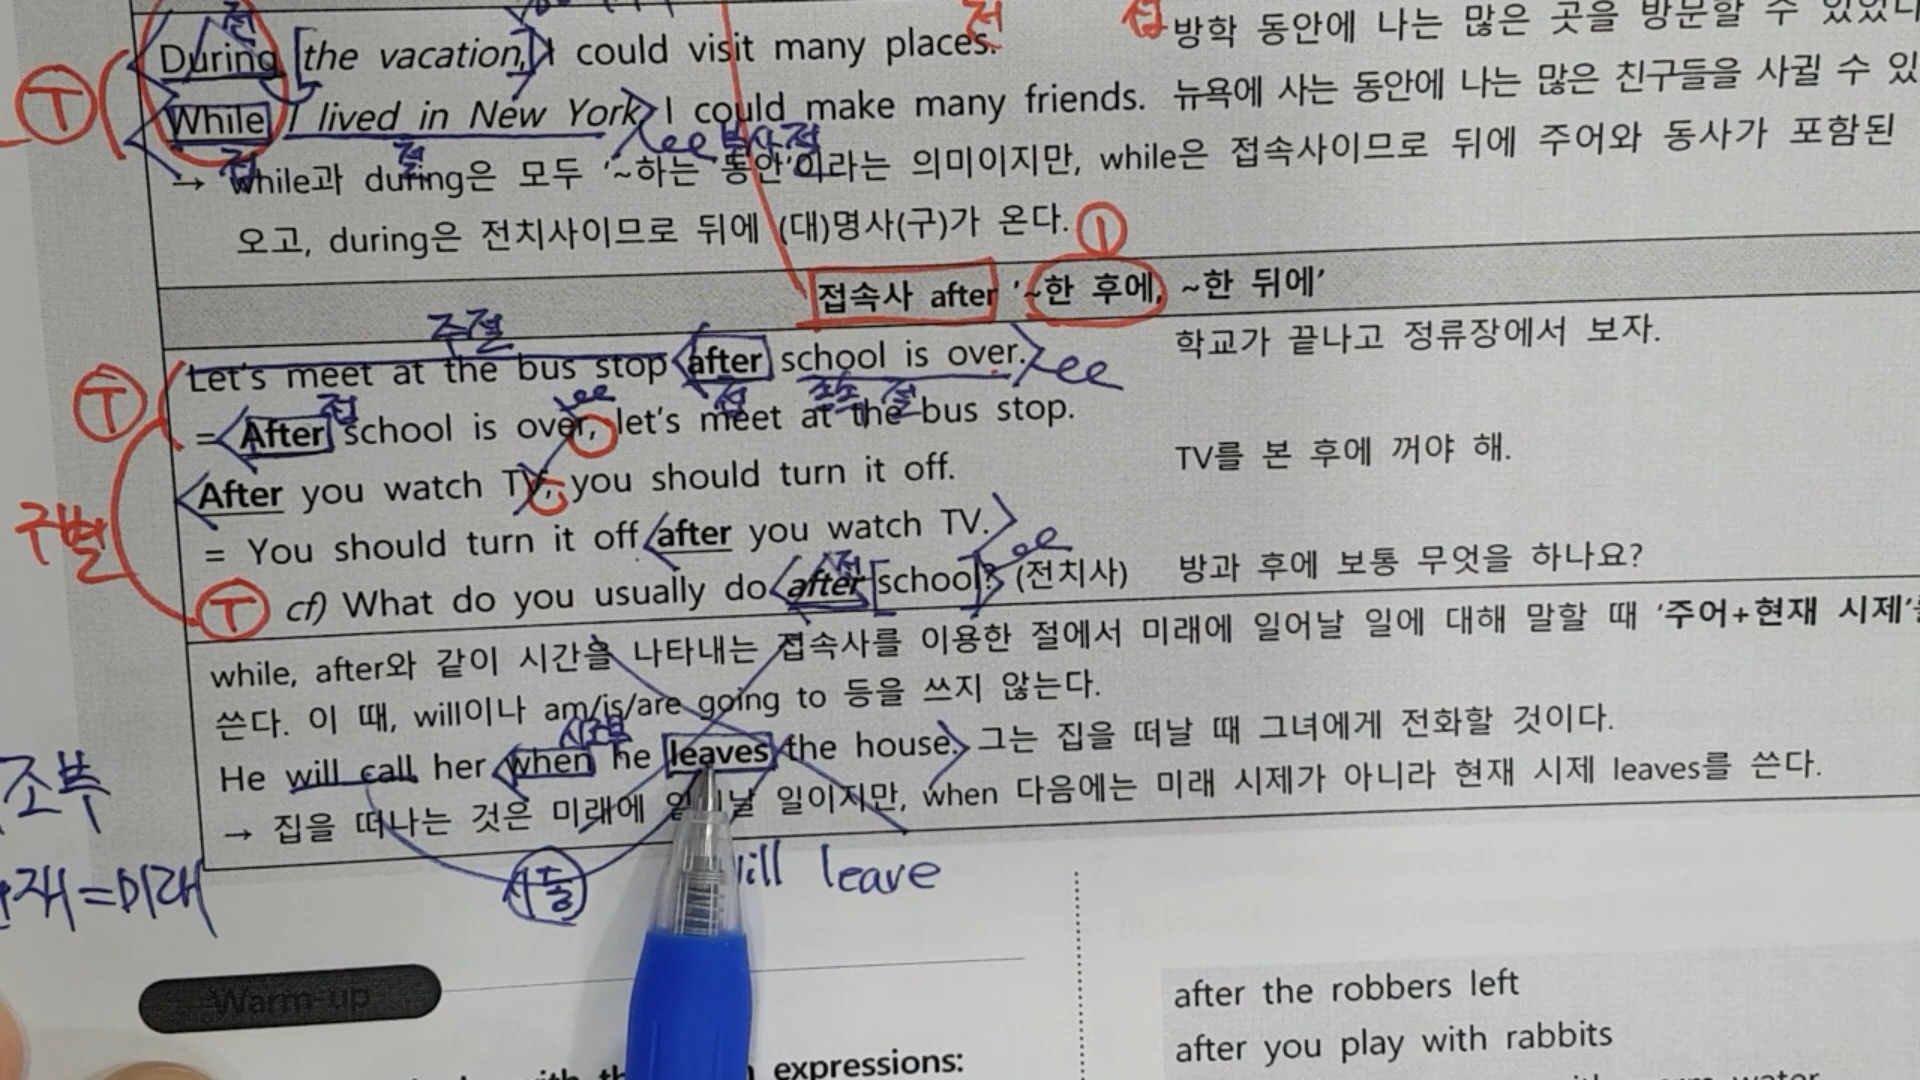 During the vacation, I could visit many places. 방학 동안에 나는 많은 곳을 방문할 수 있었다
While I lived in New York, I could make many friends. 뉴욕에 사는 동안에 나는 많은 친구들을 사귈 수 있
→ while과 during은 모두 '~하는 동안'이라는 의미이지만, while은 접속사이므로 뒤에 주어와 동사가 포함된
오고, during은 전치사이므로 뒤에 (대)명사(구)가 온다. ①
접속사 after '~한 후에, ~한 뒤에'
주절
Let's meet at the bus stop after school is over. 학교가 끝나고 정류장에서 보자.
= After school is over, let's meet at the bus stop.
After you watch TV, you should turn it off. TV를 본 후에 꺼야 해.
= You should turn it off after you watch TV.
구별
cf) What do you usually do after school? (전치사) 방과 후에 보통 무엇을 하나요?
while, after와 같이 시간을 나타내는 접속사를 이용한 절에서 미래에 일어날 일에 대해 말할 때 '주어+현재 시제'를
쓴다. 이 때, will이나 am/is/are going to 등을 쓰지 않는다.
He will call her when he leaves the house. 그는 집을 떠날 때 그녀에게 전화할 것이다.
→ 집을 떠나는 것은 미래에 일어날 일이지만, when 다음에는 미래 시제가 아니라 현재 시제 leaves를 쓴다.
조부
재=미래
will leave
Warm-up
expressions:
after the robbers left
after you play with rabbits